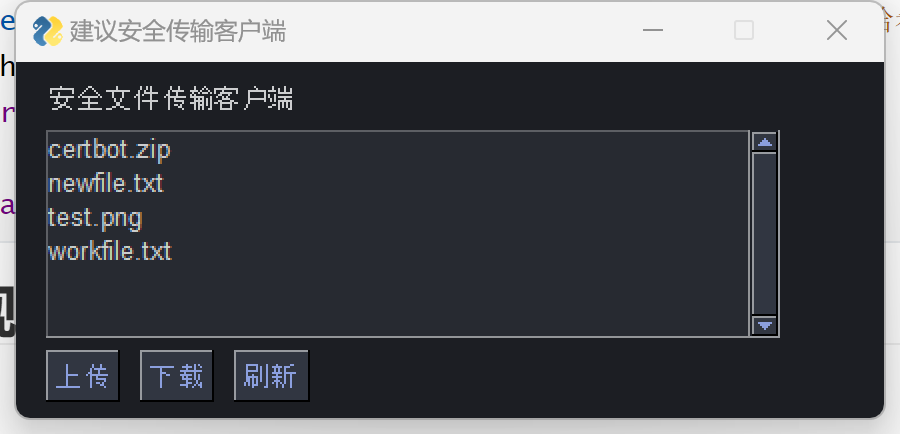 建议安全传输客户端
安全文件传输客户端
certbot.zip
newfile.txt
test.png
workfile.txt
上传 下载 刷新